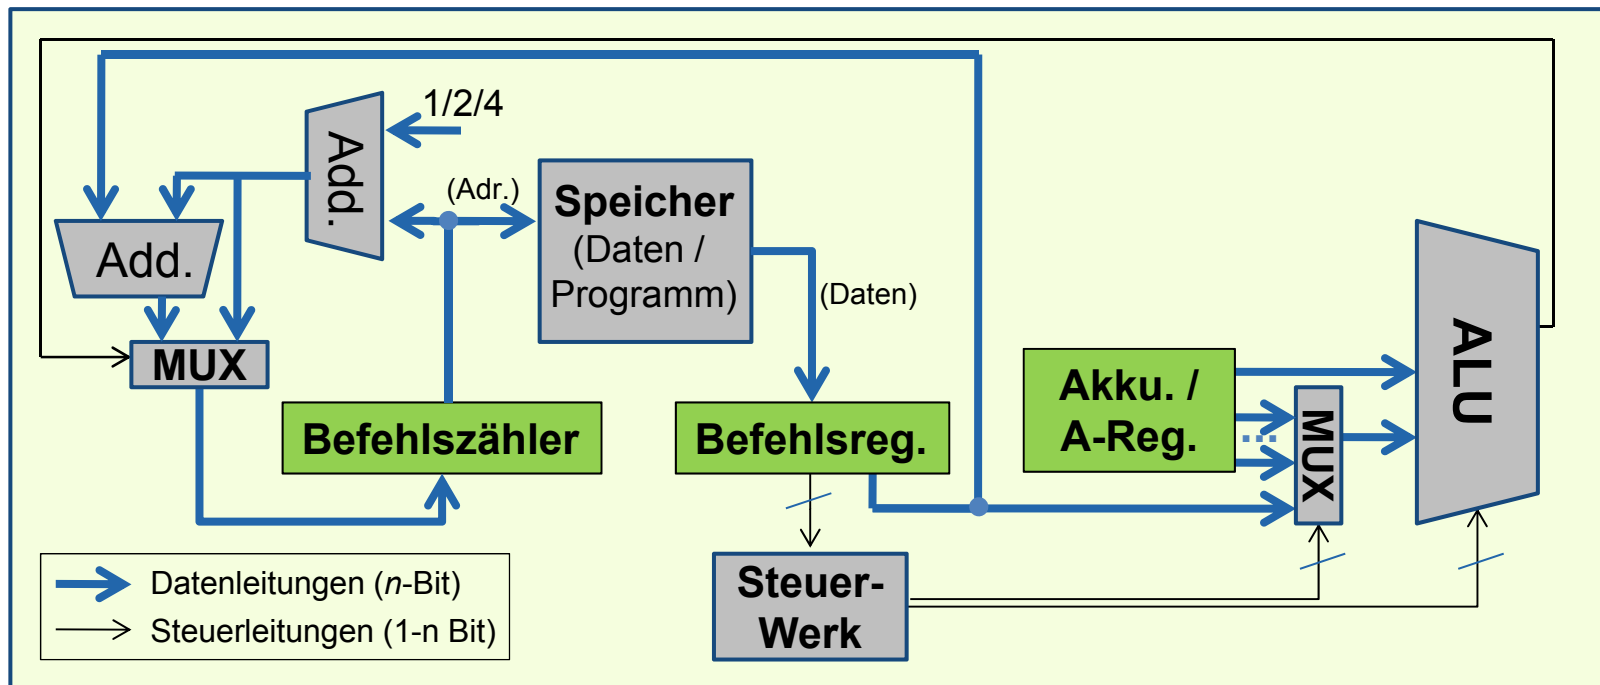 1/2/4
Add.
(Adr.)
Speicher
(Daten /
Programm)
(Daten)
Add.
MUX
Befehlszähler
Befehlsreg.
Akku. /
A-Reg.
...
MUX
ALU
Steuer-
Werk
Datenleitungen (n-Bit)
Steuerleitungen (1-n Bit)